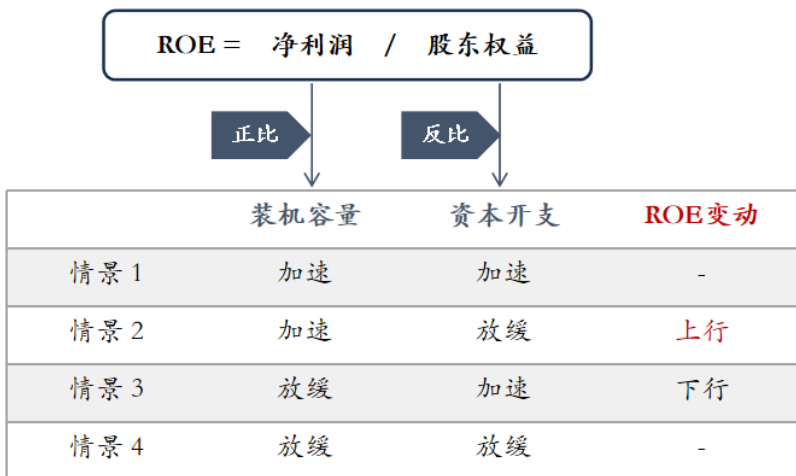 ROE = 净利润 / 股东权益
正比 反比
装机容量 资本开支 ROE变动
情景 1 加速 加速 -
情景 2 加速 放缓 上行
情景 3 放缓 加速 下行
情景 4 放缓 放缓 -